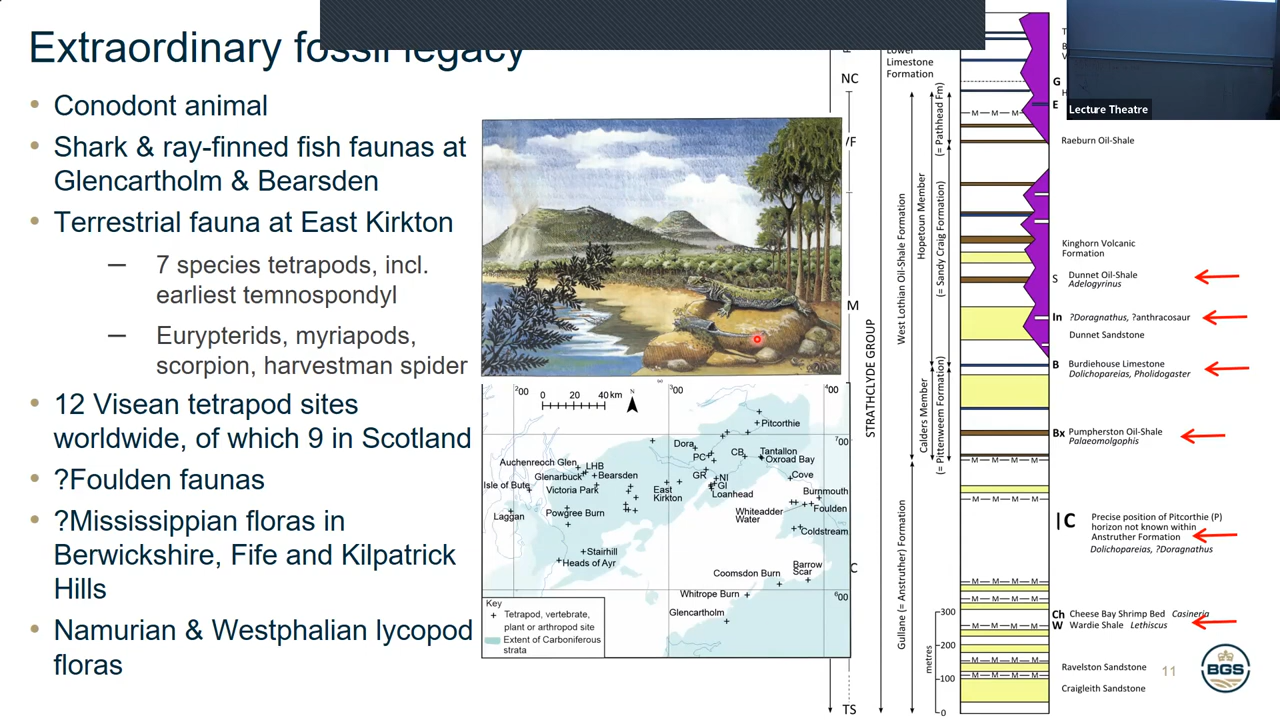 Extraordinary fossil legacy
• Conodont animal
• Shark & ray-finned fish faunas at
Glencartholm & Bearsden
• Terrestrial fauna at East Kirkton
– 7 species tetrapods, incl.
earliest temnospondyl
– Eurypterids, myriapods,
scorpion, harvestman spider
• 12 Visean tetrapod sites
worldwide, of which 9 in Scotland
• ?Foulden faunas
• ?Mississippian floras in
Berwickshire, Fife and Kilpatrick
Hills
• Namurian & Westphalian lycopod
floras
²00
³00
⁴00
0 20 40 km
N
⁷00
⁶00
Pitcorthie
Dora
PC
CB
Tantallon
Oxroad Bay
Auchenreoch Glen
LHB
Glenarbuck
Bearsden
GR
NI
GI
Cove
Isle of Bute
Victoria Park
East
Kirkton
Loanhead
Burnmouth
Laggan
Powgree Burn
Whiteadder
Water
Foulden
Coldstream
Stairhill
Heads of Ayr
Coomsdon Burn
Barrow
Scar
Whitrope Burn
Glencartholm
Key
+ Tetrapod, vertebrate,
plant or arthropod site
Extent of Carboniferous
strata
Lower
Limestone
Formation
NC
VF
M
C
TS
STRATHCLYDE GROUP
West Lothian Oil-Shale Formation
Gullane (= Anstruther) Formation
Hopetoun Member
Calders Member
(= Pathhead Fm)
(= Sandy Craig Formation)
(= Pittenweem Formation)
metres
300
200
100
0
M M M M
M M M M
M M M M
M M M M
M M M M
M M M M
M M M M
M M M M
G
E
Raeburn Oil-Shale
Kinghorn Volcanic
Formation
S Dunnet Oil-Shale
Adelogyrinus
In ?Doragnathus, ?anthracosaur
Dunnet Sandstone
B Burdiehouse Limestone
Dolichopareias, Pholidogaster
Bx Pumpherston Oil-Shale
Palaeomolgophis
C Precise position of Pitcorthie (P)
horizon not known within
Anstruther Formation
Dolichopareias, ?Doragnathus
Ch Cheese Bay Shrimp Bed Casineria
W Wardie Shale Lethiscus
Ravelston Sandstone
Craigleith Sandstone
Lecture Theatre
11
BGS